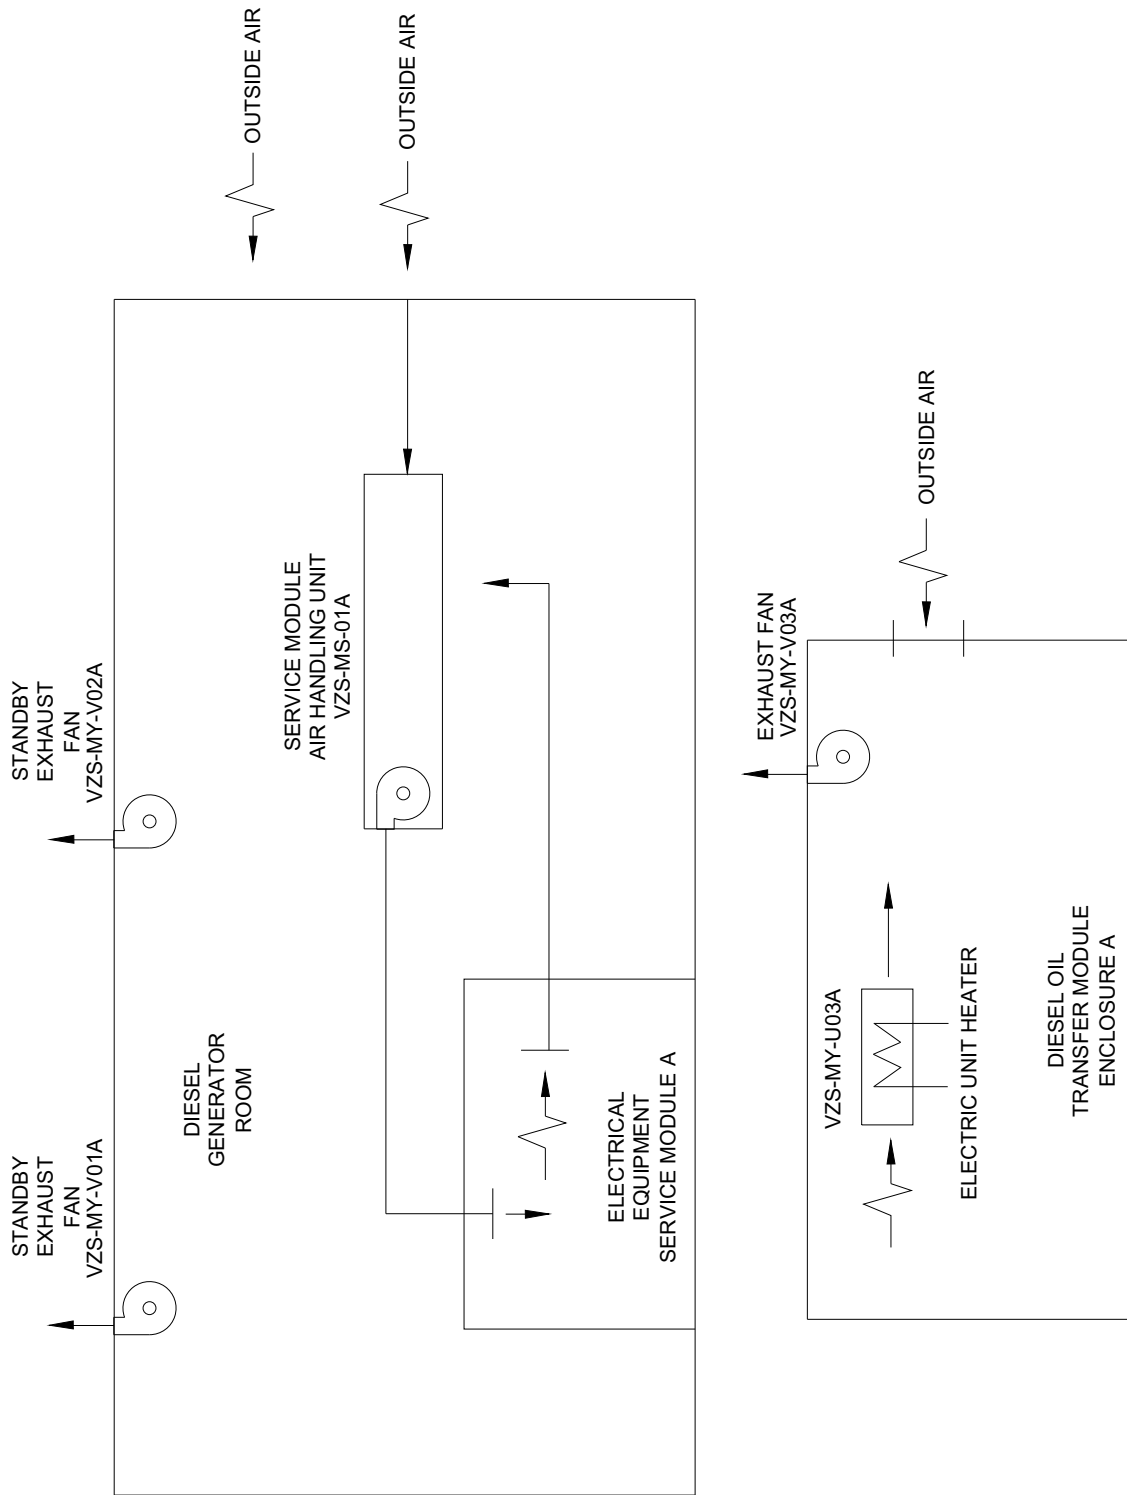 STANDBY
EXHAUST
FAN
VZS-MY-V01A
STANDBY
EXHAUST
FAN
VZS-MY-V02A
DIESEL
GENERATOR
ROOM
OUTSIDE AIR
SERVICE MODULE
AIR HANDLING UNIT
VZS-MS-01A
OUTSIDE AIR
ELECTRICAL
EQUIPMENT
SERVICE MODULE A
EXHAUST FAN
VZS-MY-V03A
VZS-MY-U03A
OUTSIDE AIR
ELECTRIC UNIT HEATER
DIESEL OIL
TRANSFER MODULE
ENCLOSURE A